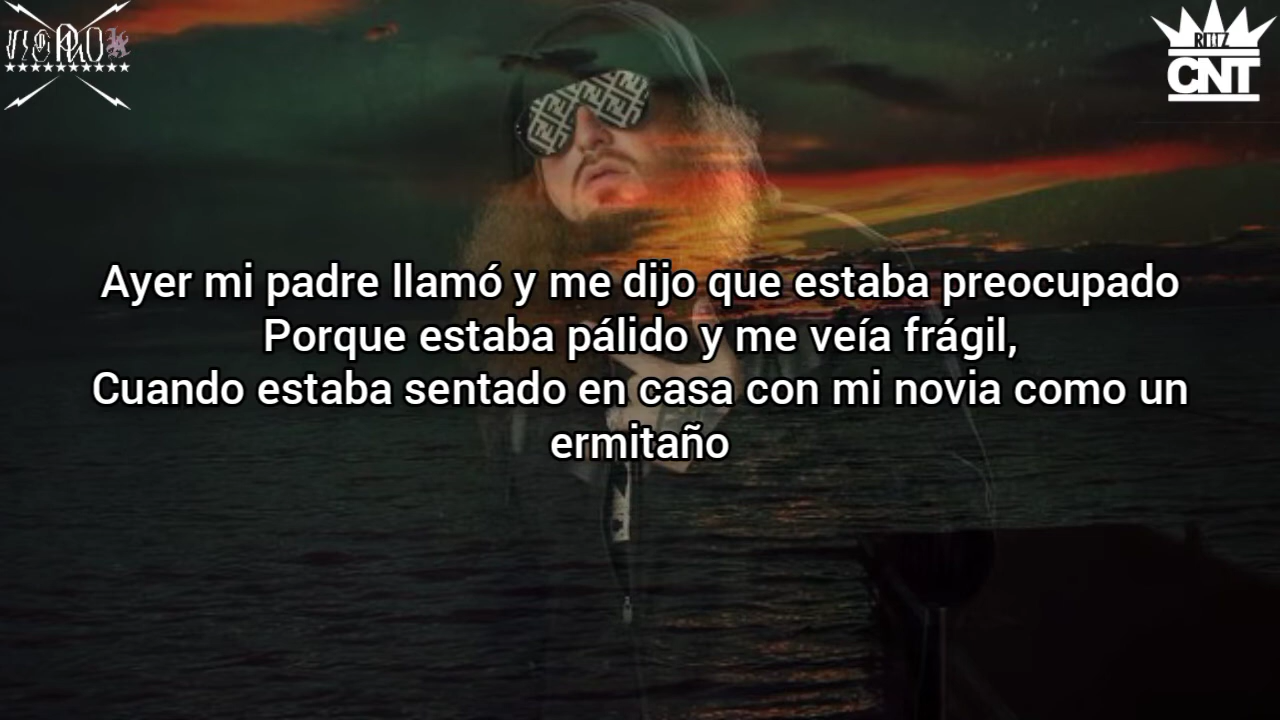 RITTZ
CNT
Ayer mi padre llamó y me dijo que estaba preocupado
Porque estaba pálido y me veía frágil,
Cuando estaba sentado en casa con mi novia como un
ermitaño